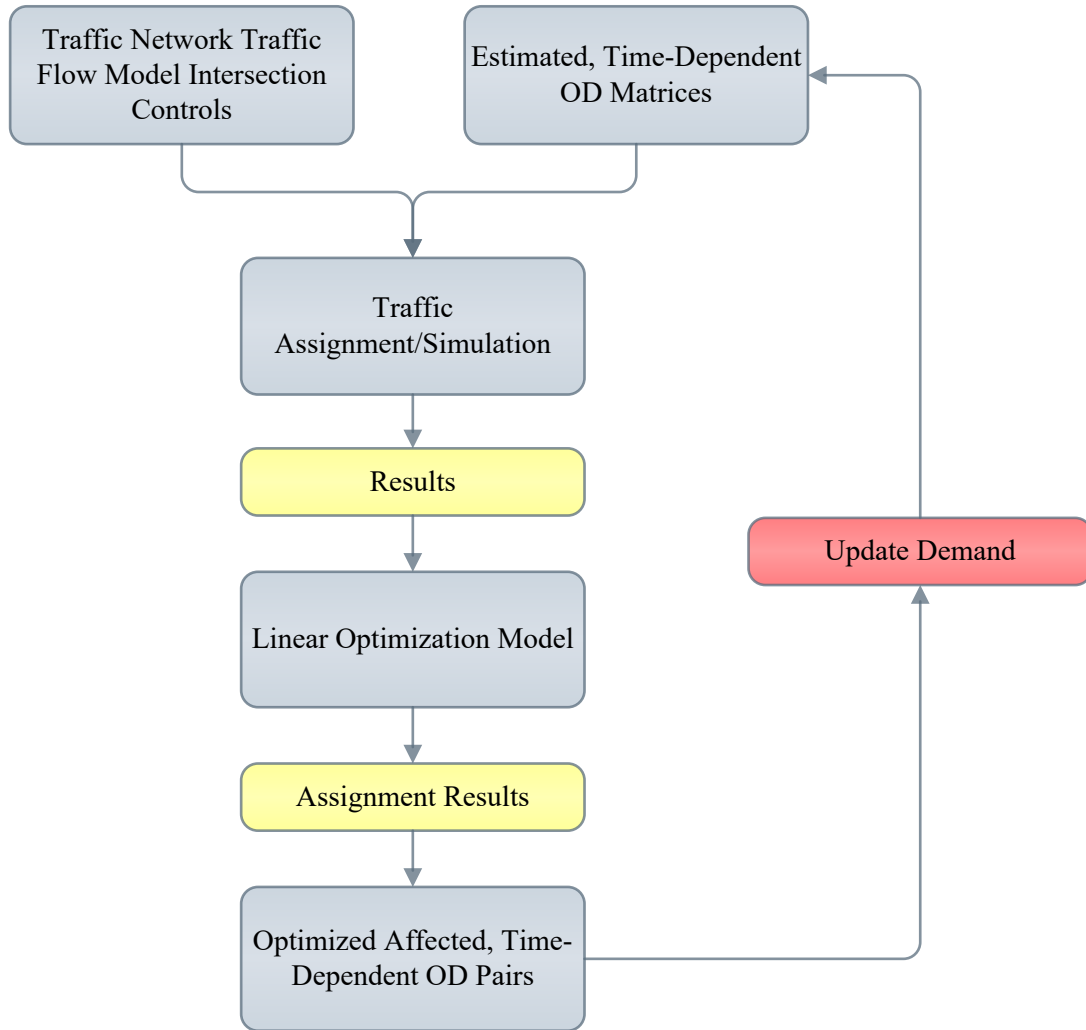 Traffic Network Traffic
Flow Model Intersection
Controls
Estimated, Time-Dependent
OD Matrices
Traffic
Assignment/Simulation
Results
Update Demand
Linear Optimization Model
Assignment Results
Optimized Affected, Time-
Dependent OD Pairs